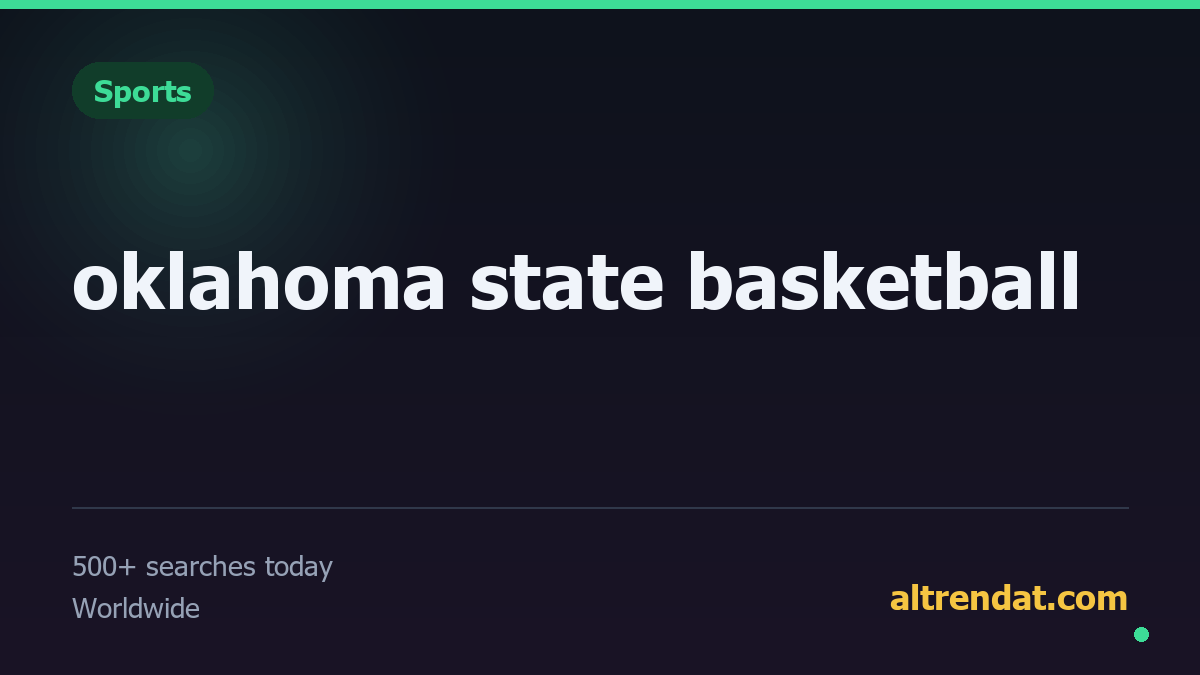 Sports
oklahoma state basketball
500+ searches today
Worldwide
altrendat.com